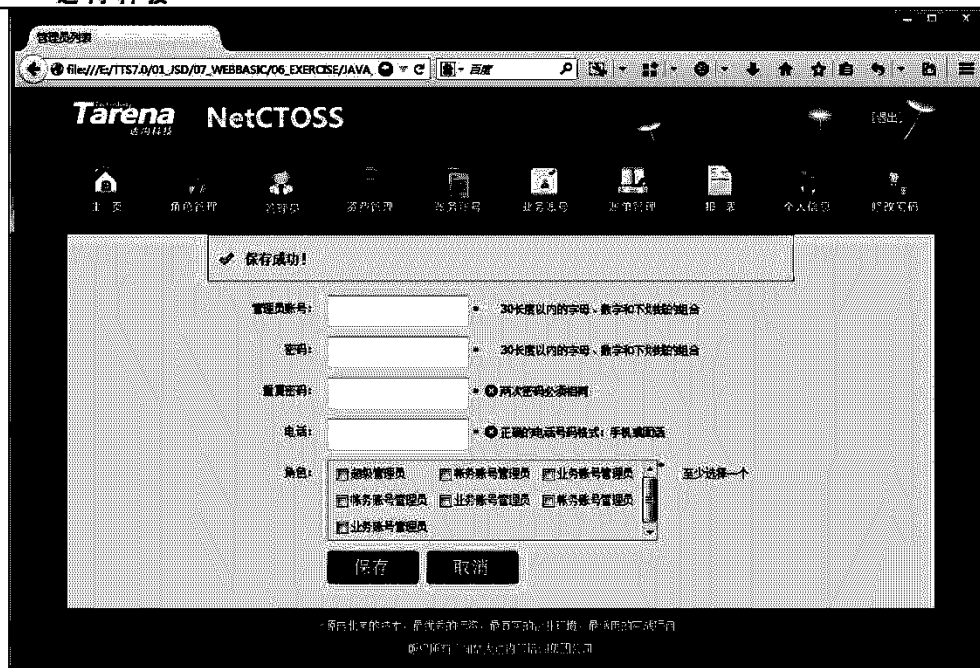 管理员列表
file:///E:/TTS7.0/01_JSD/07_WEBBASIC/06_EXERCISE/JAVA_ 百度
Tarena
达内科技
NetCTOSS
[退出]
主 页 角色管理 管理员 资费管理 账务账号 业务账号 账单管理 报 表 个人信息 修改密码
保存成功!
管理员账号: * 30长度以内的字母、数字和下划线的组合
密码: * 30长度以内的字母、数字和下划线的组合
重复密码: * 两次密码必须相同
电话: * 正确的电话号码格式:手机或固话
角色: 超级管理员 帐务账号管理员 业务账号管理员 * 至少选择一个
帐务账号管理员 业务账号管理员 帐务账号管理员
业务账号管理员
保存 取消